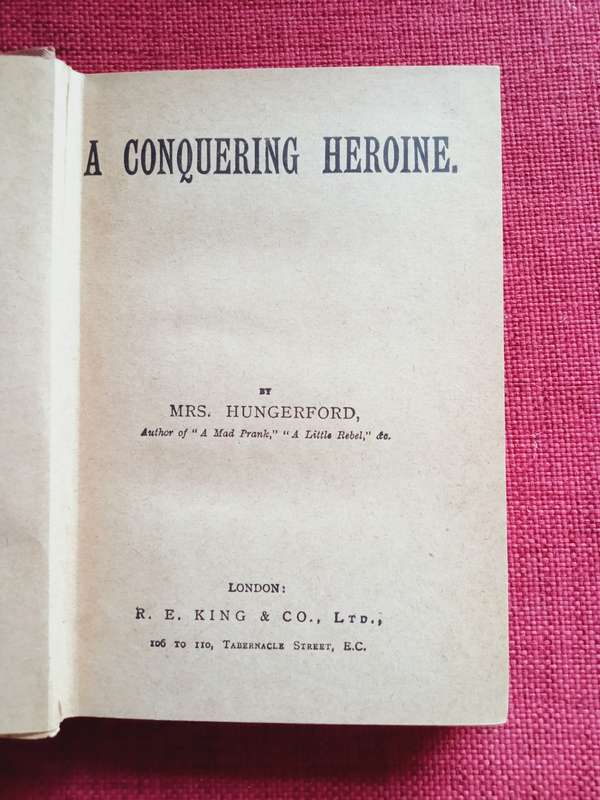 A CONQUERING HEROINE.
BY
MRS. HUNGERFORD,
Author of "A Mad Prank," "A Little Rebel," &c.
LONDON:
R. E. KING & CO., LTD.,
106 TO 110, TABERNACLE STREET, E.C.